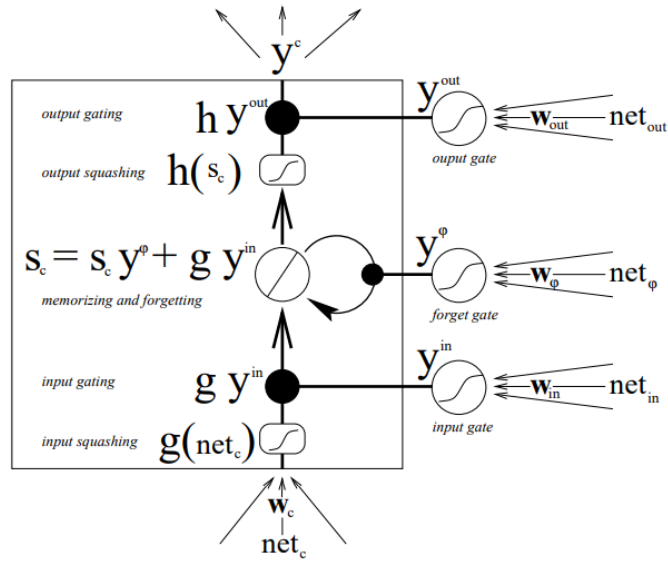 y^c
output gating
h y^out
y^out
w_out
net_out
ouput gate
output squashing
h(s_c)
s_c = s_c y^φ + g y^in
memorizing and forgetting
y^φ
w_φ
net_φ
forget gate
input gating
g y^in
y^in
w_in
net_in
input gate
input squashing
g(net_c)
w_c
net_c